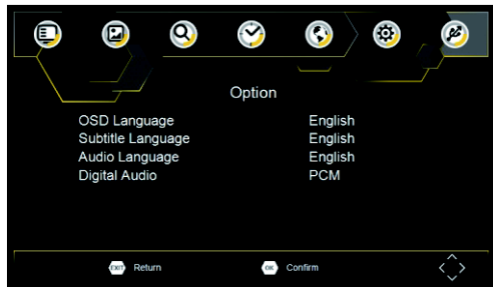 Option
OSD Language English
Subtitle Language English
Audio Language English
Digital Audio PCM
EXIT Return OK Confirm